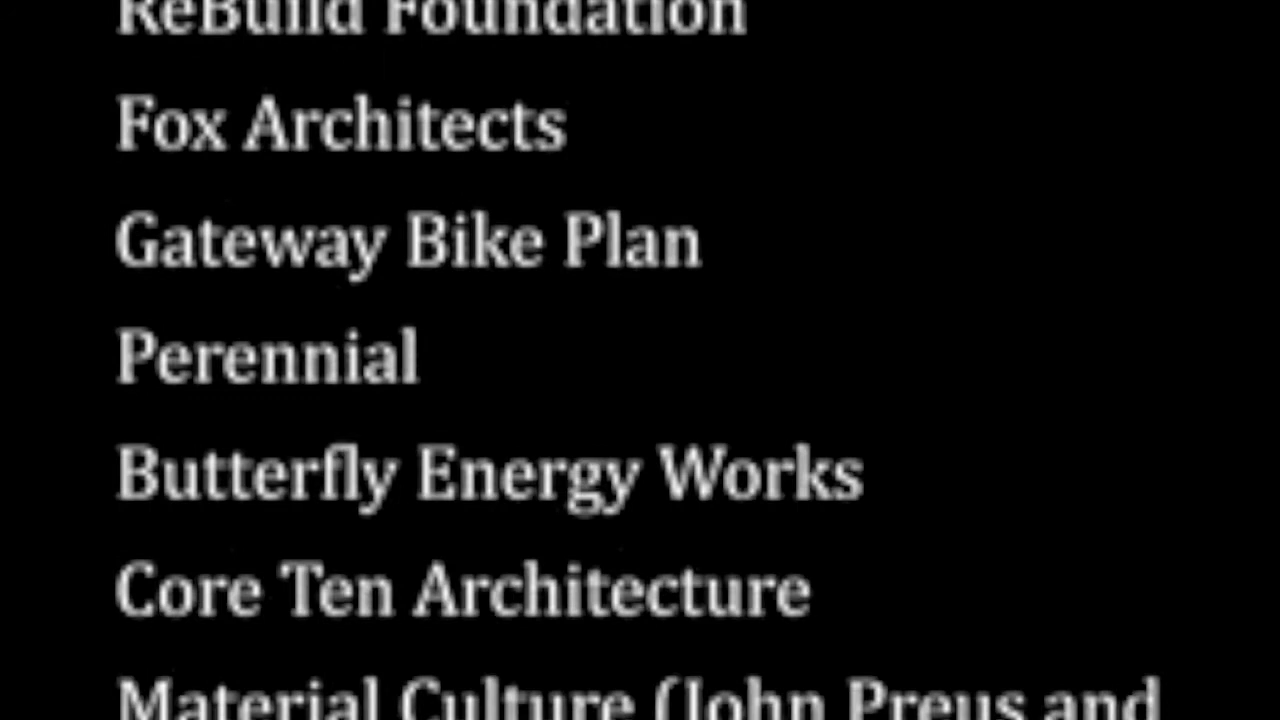 ReBuild Foundation
Fox Architects
Gateway Bike Plan
Perennial
Butterfly Energy Works
Core Ten Architecture
Material Culture (John Preus and